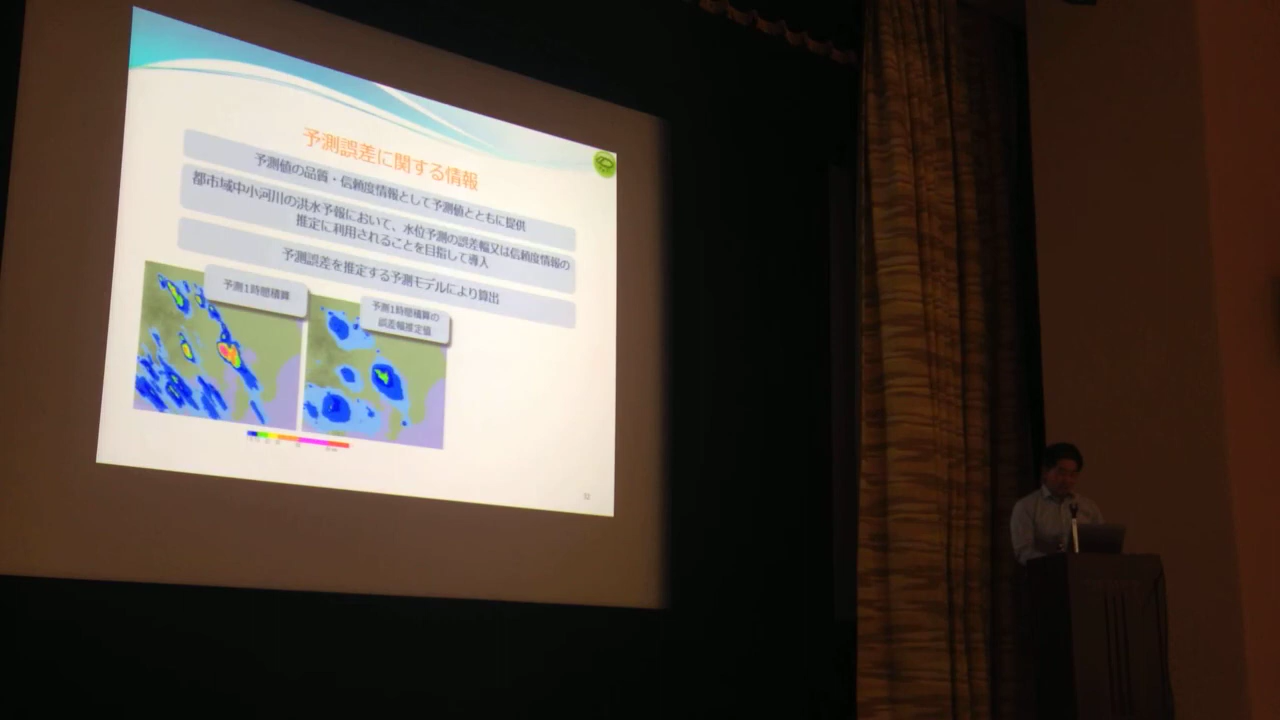 予測誤差に関する情報
予測値の品質・信頼度情報として予測値とともに提供
都市域中小河川の洪水予報において、水位予測の誤差幅又は信頼度情報の
推定に利用されることを目指して導入
予測誤差を推定する予測モデルにより算出
予測1時間積算
予測1時間積算の
誤差幅推定値